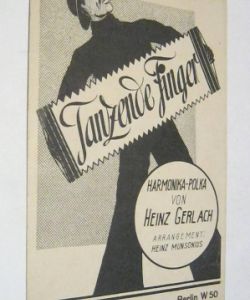 Tanzende Finger
HARMONIKA-POLKA
VON
HEINZ GERLACH
ARRANGEMENT:
HEINZ MUNSONIUS
Berlin W 50